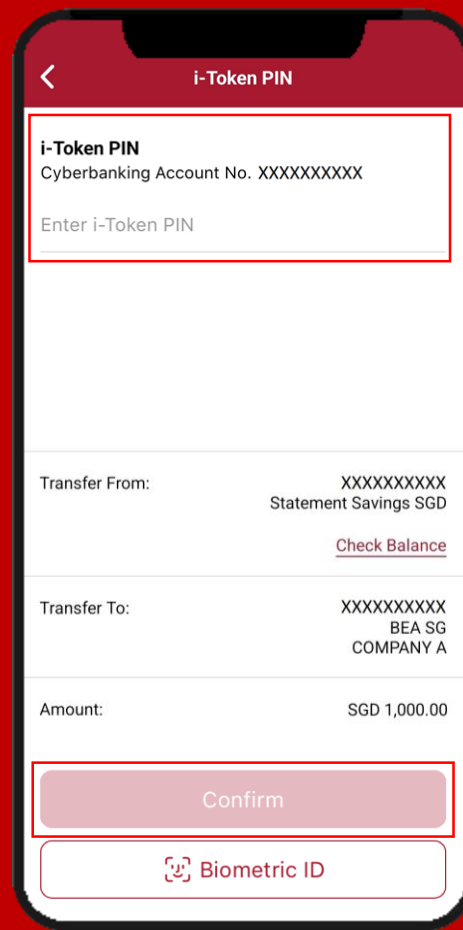 i-Token PIN
i-Token PIN
Cyberbanking Account No. XXXXXXXXXX
Enter i-Token PIN
Transfer From: XXXXXXXXXX
Statement Savings SGD
Check Balance
Transfer To: XXXXXXXXXX
BEA SG
COMPANY A
Amount: SGD 1,000.00
Confirm
Biometric ID